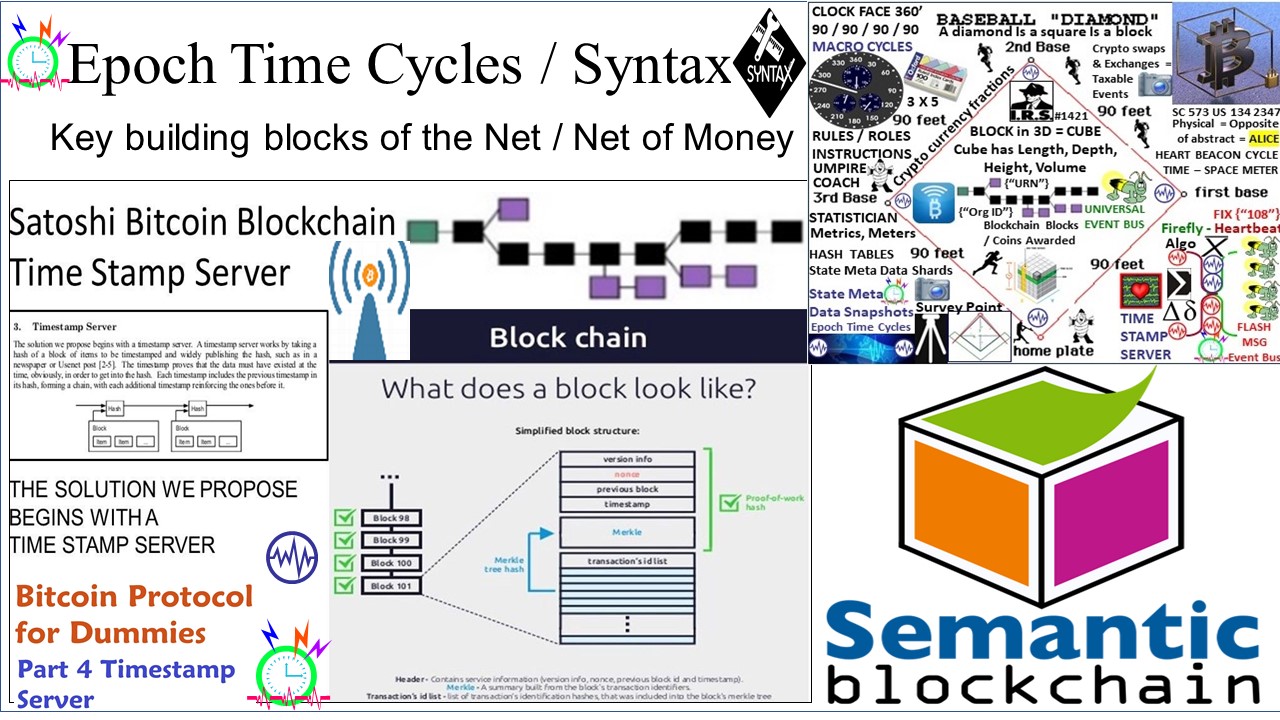 Epoch Time Cycles / Syntax
SYNTAX
Key building blocks of the Net / Net of Money
Satoshi Bitcoin Blockchain
Time Stamp Server
Block chain
3. Timestamp Server
The solution we propose begins with a timestamp server. A timestamp server works by taking a
hash of a block of items to be timestamped and widely publishing the hash, such as in a
newspaper or Usenet post [2-5]. The timestamp proves that the data must have existed at the
time, obviously, in order to get into the hash. Each timestamp includes the previous timestamp in
its hash, forming a chain, with each additional timestamp reinforcing the ones before it.
Hash
Hash
Block
Block
Item Item ...
Item Item ...
THE SOLUTION WE PROPOSE
BEGINS WITH A
TIME STAMP SERVER
Bitcoin Protocol
for Dummies
Part 4 Timestamp
Server
What does a block look like?
Simplified block structure:
...
Block 98
Block 99
Block 100
Block 101
version info
nonce
previous block
timestamp
Merkle
transaction's id list
Merkle
tree hash
Proof-of-work
hash
Header - Contains service information (version info, nonce, previous block id and timestamp).
Merkle - A summary built from the block's transaction identifiers.
Transaction's id list - list of transaction's identification hashes, that was included into the block's merkle tree
CLOCK FACE 360'
90 / 90 / 90 / 90
MACRO CYCLES
BASEBALL "DIAMOND"
A diamond Is a square Is a block
2nd Base
Crypto swaps
& Exchanges =
Taxable
Events
3 X 5
90 feet
90 feet
Crypto currency fractions
I.R.S. #1421
BLOCK in 3D = CUBE
Cube has Length, Depth,
Height, Volume
SC 573 US 134 2347
Physical = Opposite
of abstract = ALICE
HEART BEACON CYCLE
TIME – SPACE METER
RULES / ROLES
INSTRUCTIONS
UMPIRE
COACH
3rd Base
first base
{"URN"}
{"Org ID"}
Blockchain Blocks
/ Coins Awarded
UNIVERSAL
EVENT BUS
STATISTICIAN
Metrics, Meters
HASH TABLES
90 feet
State Meta Data Shards
State Meta
Data Snapshots
Epoch Time Cycles
Survey Point
home plate
90 feet
TIME
STAMP
SERVER
FIX {"108"}
Firefly - Heartbeat
Algo
Σ
Δδ
FLASH
MSG
Event Bus
Semantic
blockchain